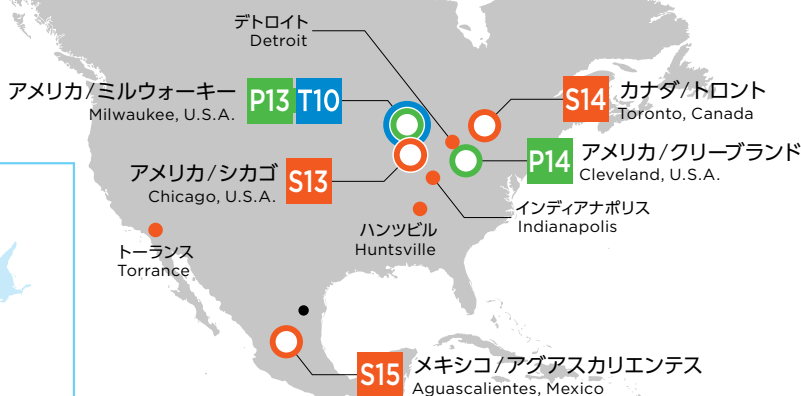 デトロイト
Detroit
アメリカ/ミルウォーキー
Milwaukee, U.S.A.
P13 T10
S14
カナダ/トロント
Toronto, Canada
アメリカ/シカゴ
Chicago, U.S.A.
S13
P14
アメリカ/クリーブランド
Cleveland, U.S.A.
インディアナポリス
Indianapolis
ハンツビル
Huntsville
トーランス
Torrance
S15
メキシコ/アグアスカリエンテス
Aguascalientes, Mexico